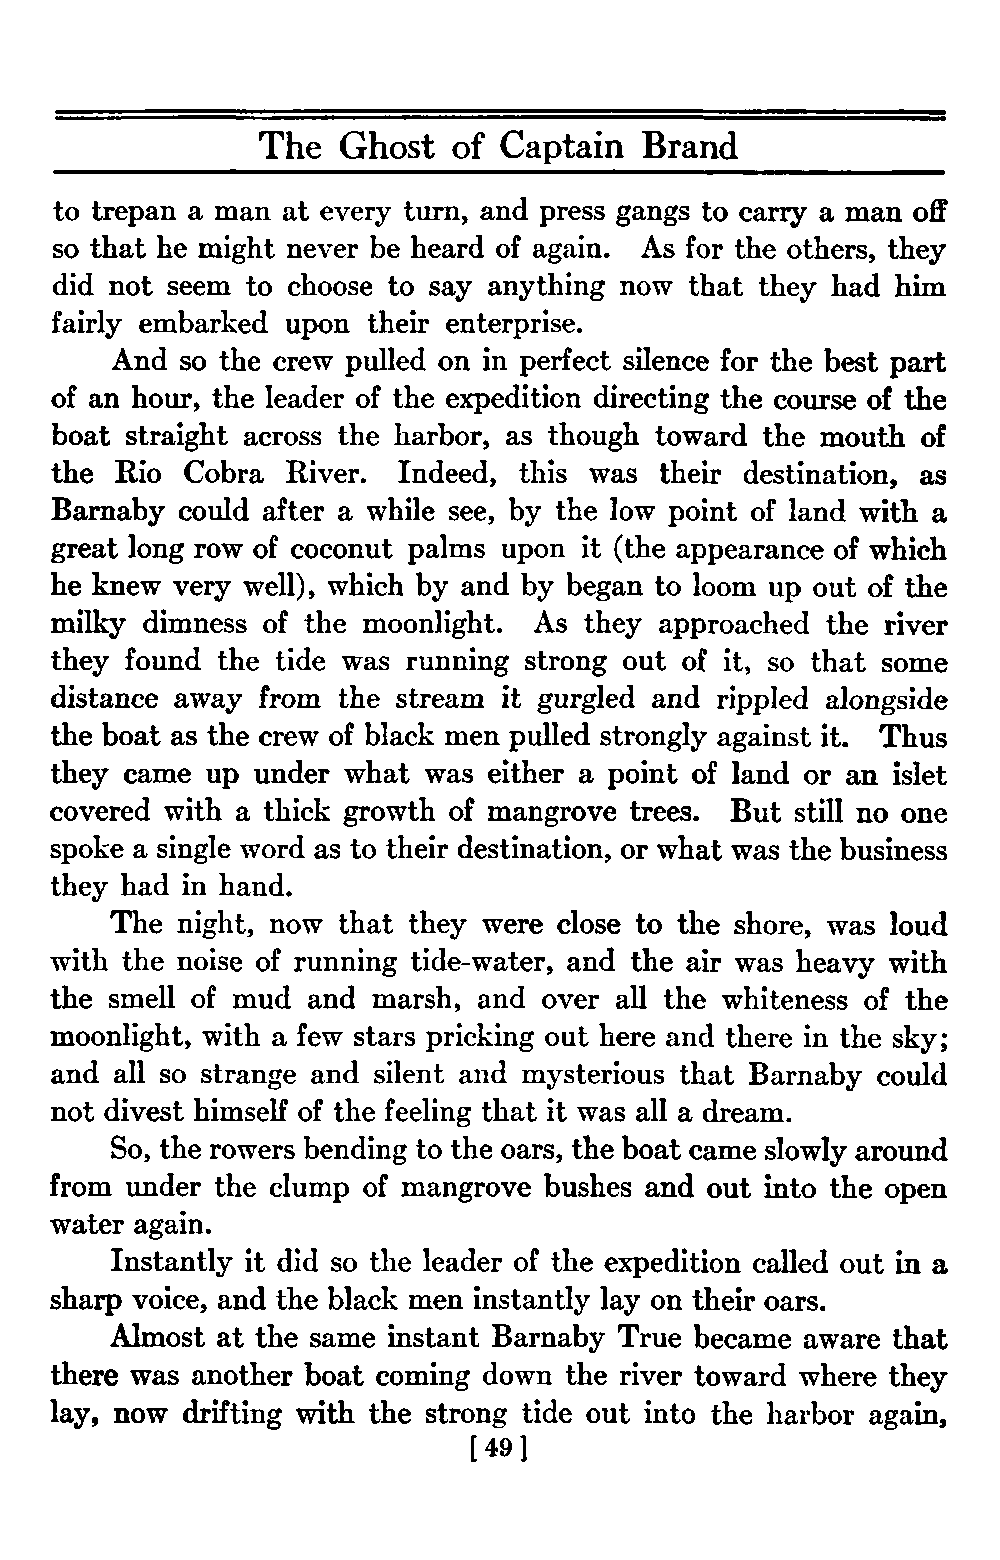 The Ghost of Captain Brand
to trepan a man at every turn, and press gangs to carry a man off
so that he might never be heard of again. As for the others, they
did not seem to choose to say anything now that they had him
fairly embarked upon their enterprise.
And so the crew pulled on in perfect silence for the best part
of an hour, the leader of the expedition directing the course of the
boat straight across the harbor, as though toward the mouth of
the Rio Cobra River. Indeed, this was their destination, as
Barnaby could after a while see, by the low point of land with a
great long row of coconut palms upon it (the appearance of which
he knew very well), which by and by began to loom up out of the
milky dimness of the moonlight. As they approached the river
they found the tide was running strong out of it, so that some
distance away from the stream it gurgled and rippled alongside
the boat as the crew of black men pulled strongly against it. Thus
they came up under what was either a point of land or an islet
covered with a thick growth of mangrove trees. But still no one
spoke a single word as to their destination, or what was the business
they had in hand.
The night, now that they were close to the shore, was loud
with the noise of running tide-water, and the air was heavy with
the smell of mud and marsh, and over all the whiteness of the
moonlight, with a few stars pricking out here and there in the sky;
and all so strange and silent and mysterious that Barnaby could
not divest himself of the feeling that it was all a dream.
So, the rowers bending to the oars, the boat came slowly around
from under the clump of mangrove bushes and out into the open
water again.
Instantly it did so the leader of the expedition called out in a
sharp voice, and the black men instantly lay on their oars.
Almost at the same instant Barnaby True became aware that
there was another boat coming down the river toward where they
lay, now drifting with the strong tide out into the harbor again,
[ 49 ]